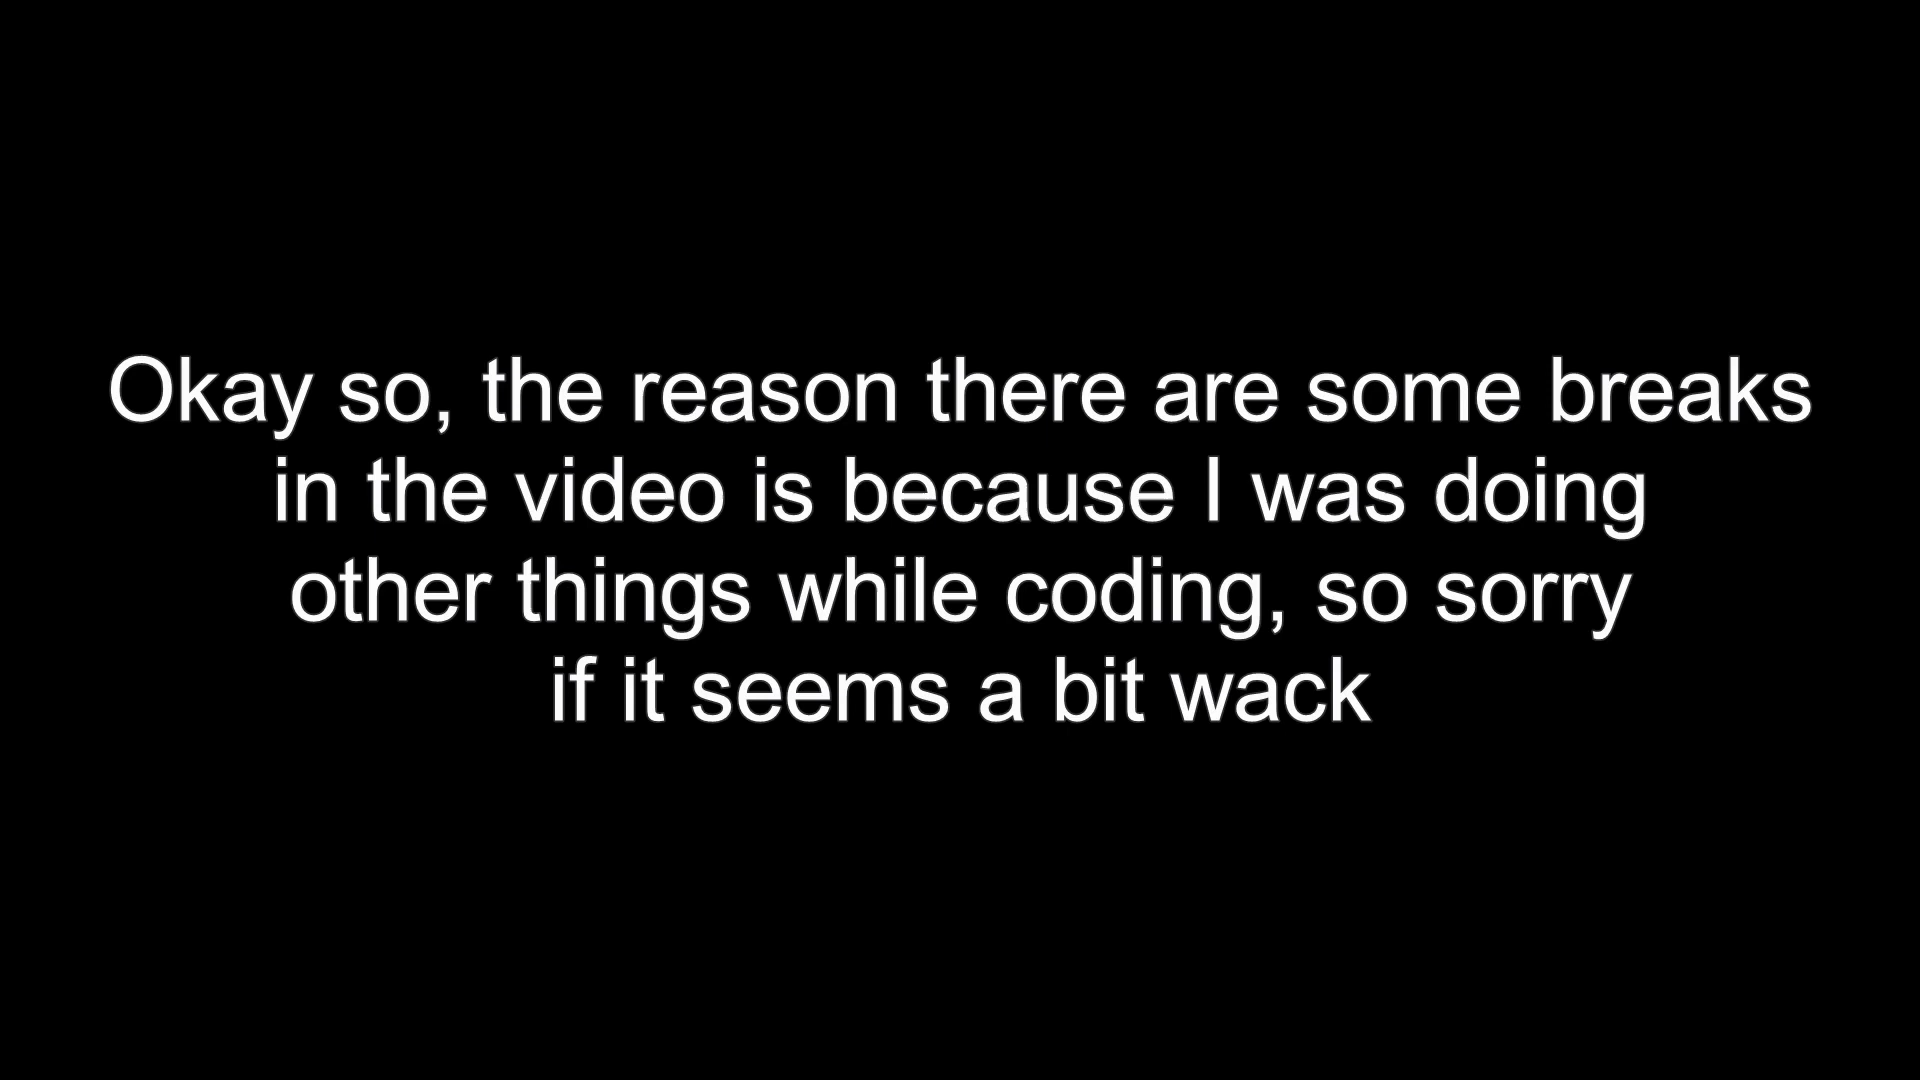 Okay so, the reason there are some breaks
in the video is because I was doing
other things while coding, so sorry
if it seems a bit wack